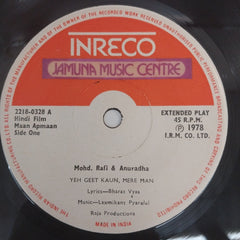 INRECO
JAMUNA MUSIC CENTRE
2218-0328 A
Hindi Film
Maan Apmaan
Side One
EXTENDED PLAY
45 R.P.M.
Ⓟ 1978
I.R.M. CO. LTD.
Mohd. Rafi & Anuradha
YEH GEET KAUN, MERE MAN
Lyrics—Bharat Vyas
Music—Laxmikant Pyarelal
Raja Productions
MADE IN INDIA